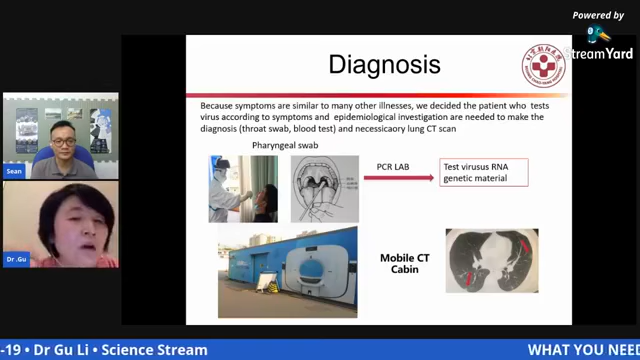 Powered by
StreamYard
Diagnosis
Because symptoms are similar to many other illnesses, we decided the patient who tests
virus according to symptoms and epidemiological investigation are needed to make the
diagnosis (throat swab, blood test) and necessicaory lung CT scan
Pharyngeal swab
PCR LAB
Test virusus RNA
genetic material
Mobile CT
Cabin
Sean
Dr .Gu
-19 • Dr Gu Li • Science Stream
WHAT YOU NEED